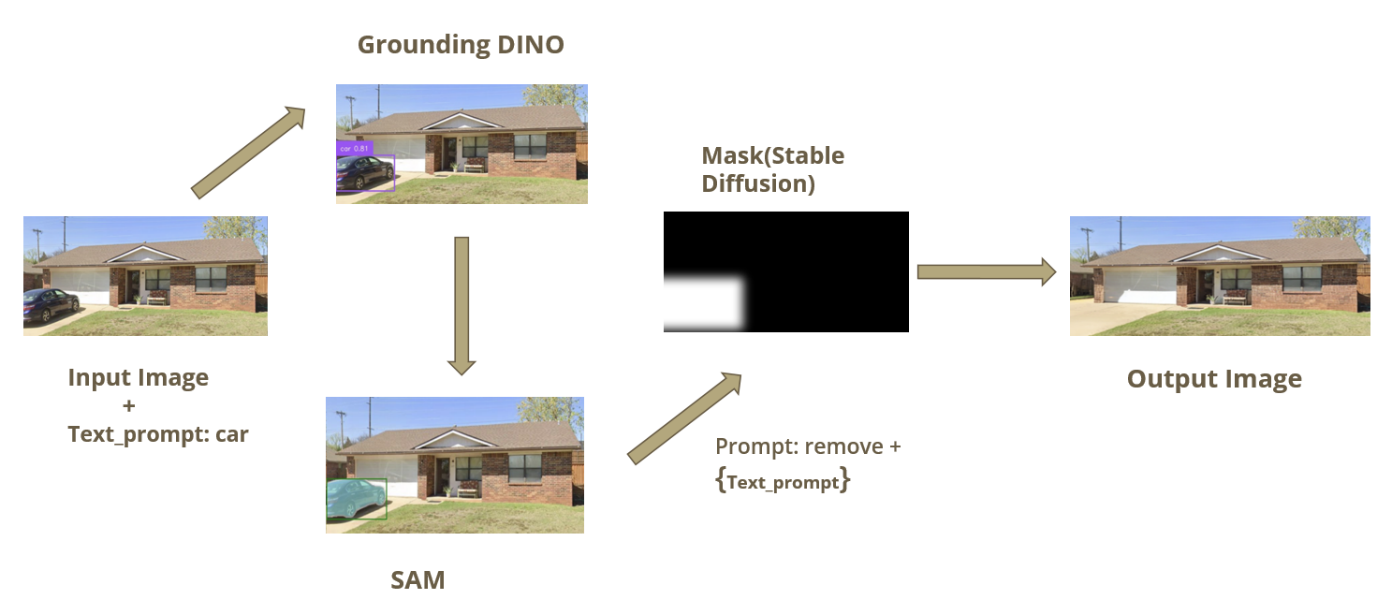 Grounding DINO
car 0.81
Mask(Stable
Diffusion)
Input Image
+
Text_prompt: car
Prompt: remove +
{Text_prompt}
Output Image
SAM